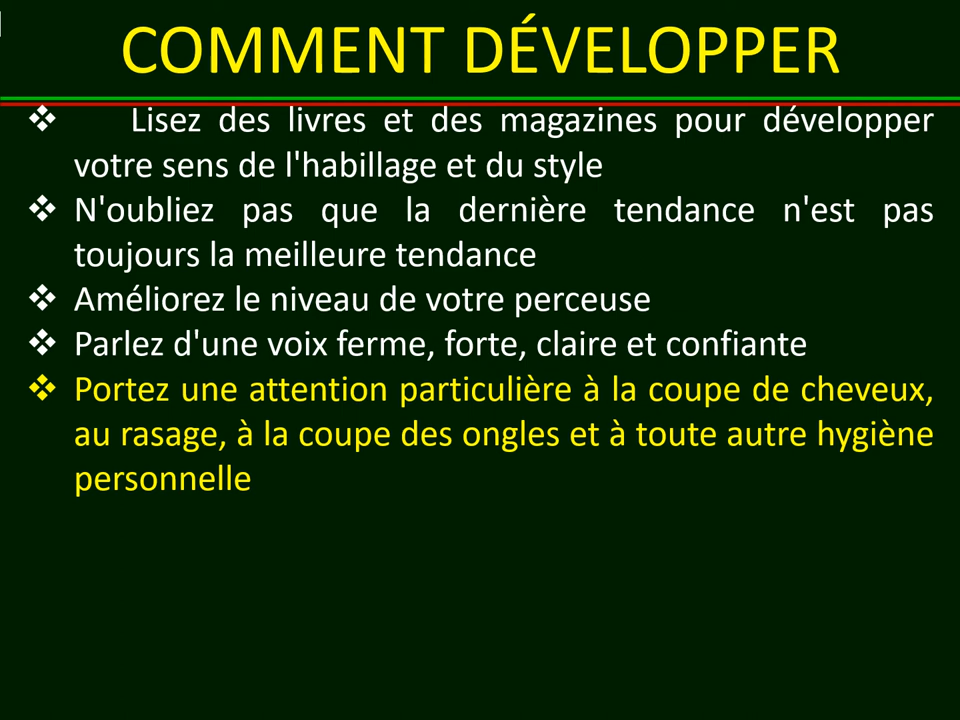 COMMENT DÉVELOPPER
❖ Lisez des livres et des magazines pour développer
votre sens de l'habillage et du style
❖ N'oubliez pas que la dernière tendance n'est pas
toujours la meilleure tendance
❖ Améliorez le niveau de votre perceuse
❖ Parlez d'une voix ferme, forte, claire et confiante
❖ Portez une attention particulière à la coupe de cheveux,
au rasage, à la coupe des ongles et à toute autre hygiène
personnelle